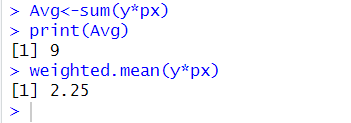 > Avg<-sum(y*px)
> print(Avg)
[1] 9
> weighted.mean(y*px)
[1] 2.25
>